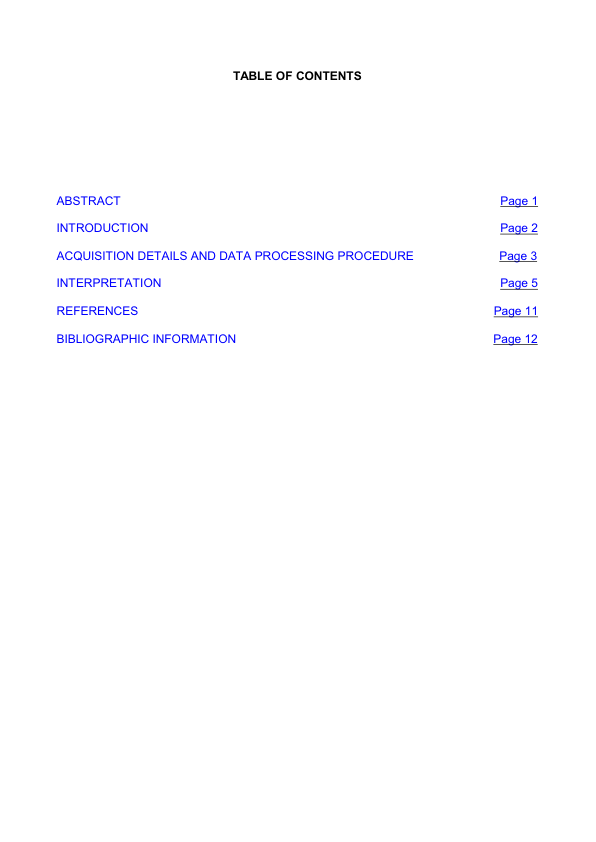 TABLE OF CONTENTS
ABSTRACT Page 1
INTRODUCTION Page 2
ACQUISITION DETAILS AND DATA PROCESSING PROCEDURE Page 3
INTERPRETATION Page 5
REFERENCES Page 11
BIBLIOGRAPHIC INFORMATION Page 12